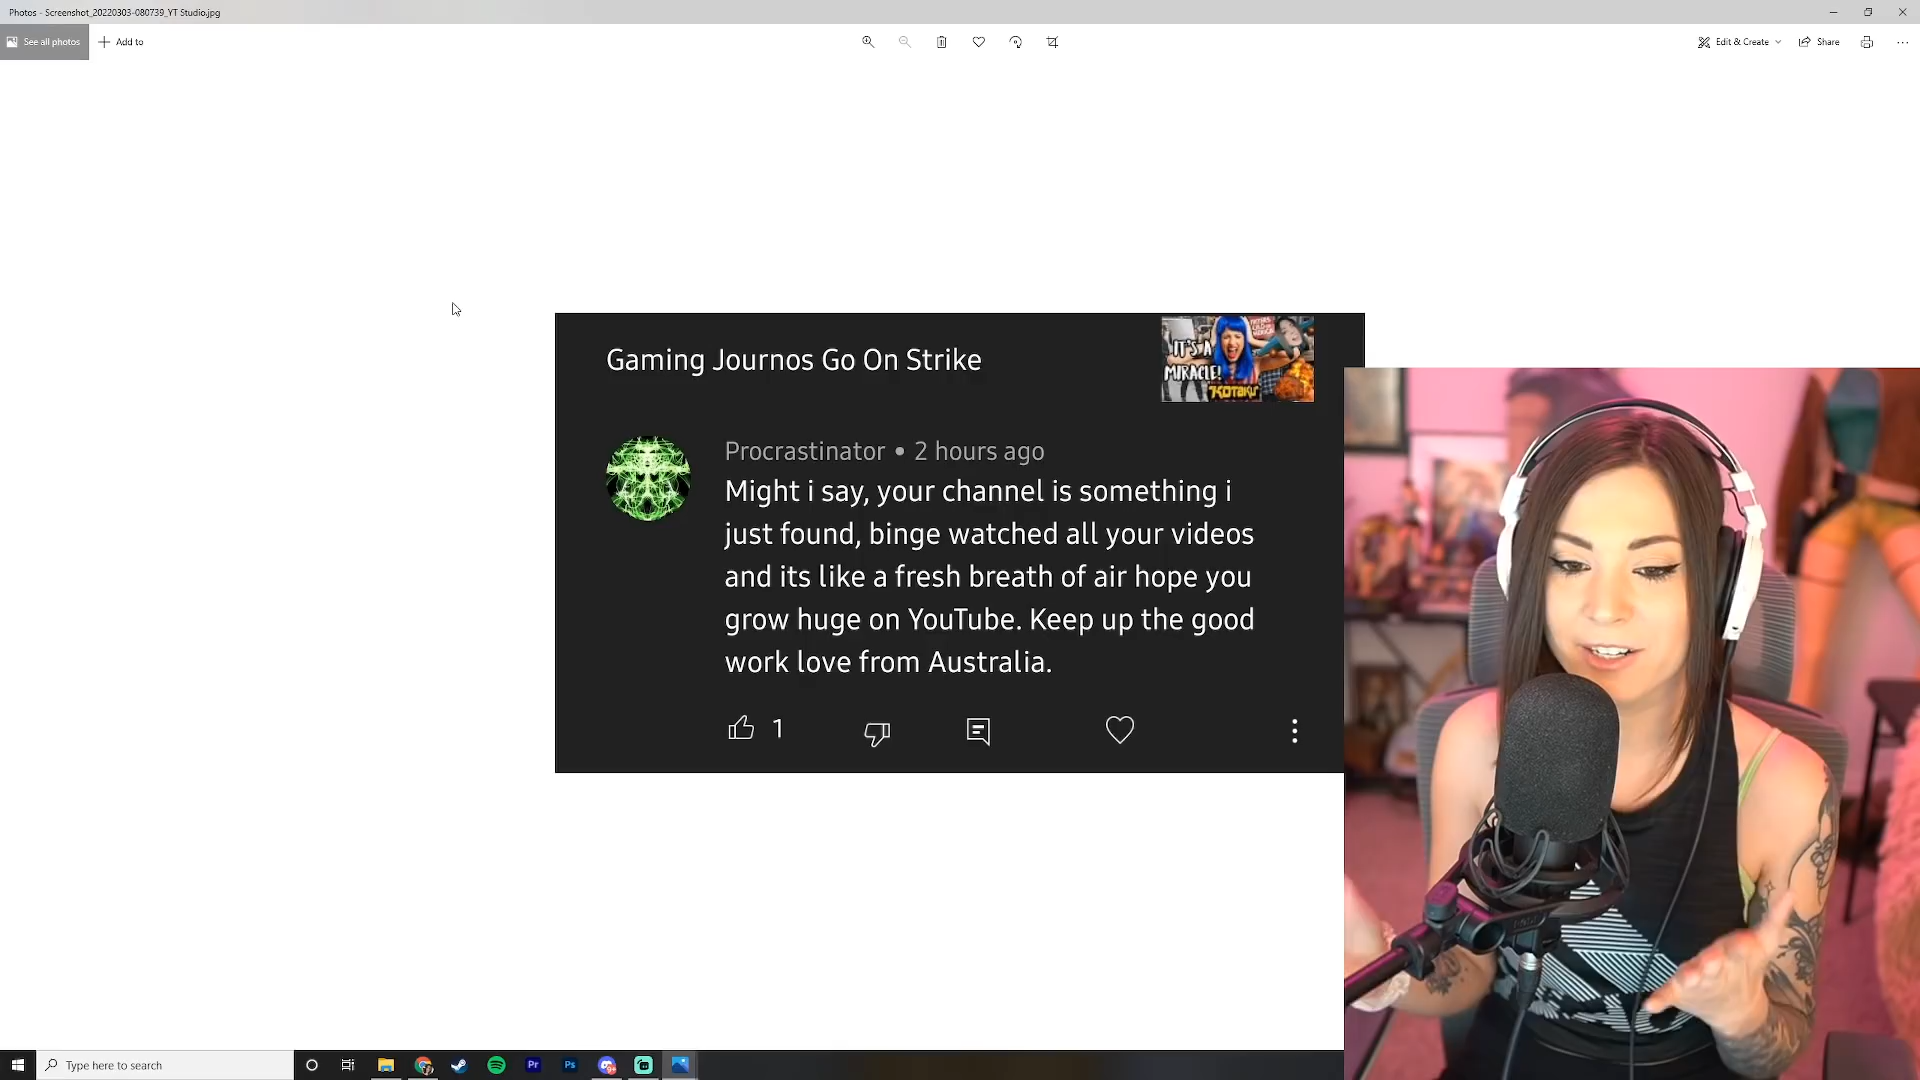 Photos - Screenshot_20220303-080739_YT Studio.jpg
See all photos
Add to
Edit & Create
Share
Gaming Journos Go On Strike
IT'S A
MIRACLE!
KOTAKU
Procrastinator • 2 hours ago
Might i say, your channel is something i
just found, binge watched all your videos
and its like a fresh breath of air hope you
grow huge on YouTube. Keep up the good
work love from Australia.
1
Type here to search
Pr
Ps